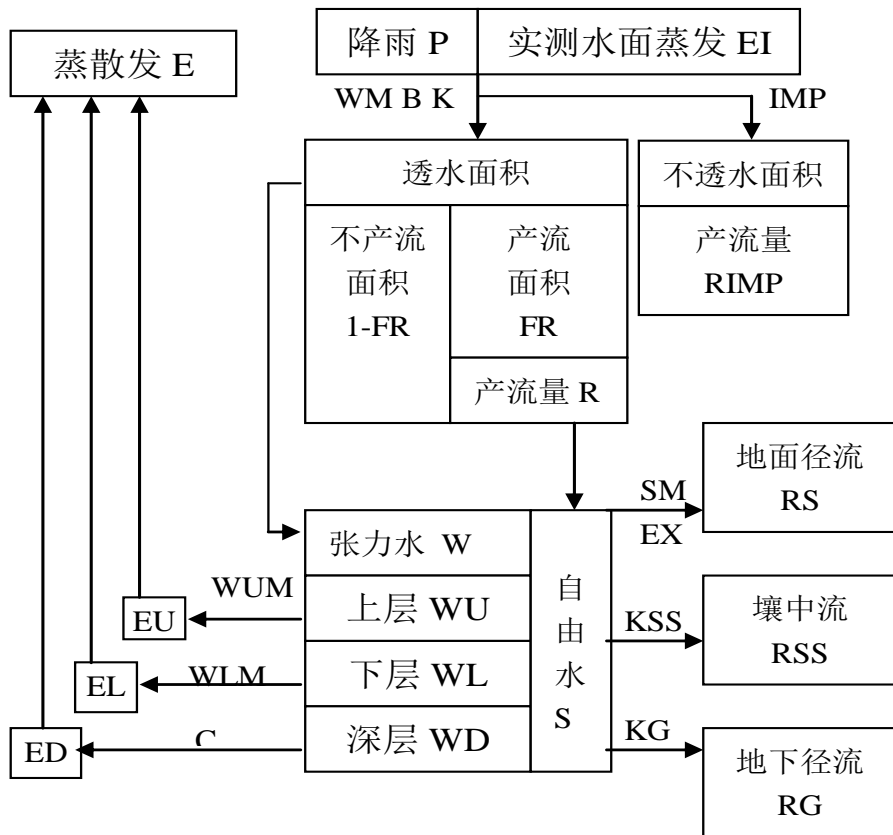 降雨 P
实测水面蒸发 EI
蒸散发 E
WM B K
IMP
透水面积
不透水面积
不产流
面积
1-FR
产流
面积
FR
产流量
RIMP
产流量 R
地面径流
RS
SM
EX
张力水 W
自
由
水
S
WUM
上层 WU
EU
KSS
壤中流
RSS
WLM
下层 WL
EL
C
深层 WD
ED
KG
地下径流
RG